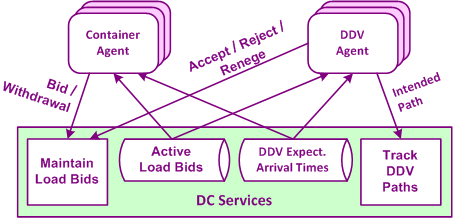 Container
Agent
DDV
Agent
Accept / Reject /
Renege
Bid /
Withdrawal
Intended
Path
Maintain
Load Bids
Active
Load Bids
DDV Expect.
Arrival Times
Track
DDV
Paths
DC Services